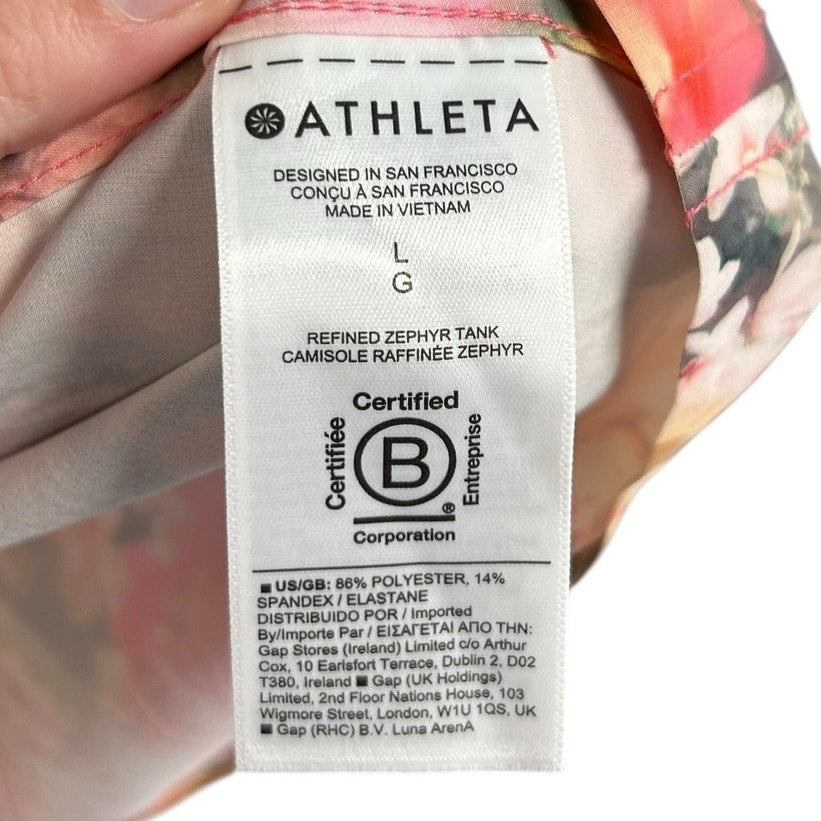 ATHLETA
DESIGNED IN SAN FRANCISCO
CONÇU À SAN FRANCISCO
MADE IN VIETNAM
L
G
REFINED ZEPHYR TANK
CAMISOLE RAFFINÉE ZEPHYR
Certified
Certifiée
B
Entreprise
®
Corporation
US/GB: 86% POLYESTER, 14%
SPANDEX / ELASTANE
DISTRIBUIDO POR / Imported
By/Importe Par / ΕΙΣΑΓΕΤΑΙ ΑΠΟ ΤΗΝ:
Gap Stores (Ireland) Limited c/o Arthur
Cox, 10 Earlsfort Terrace, Dublin 2, D02
T380, Ireland ■ Gap (UK Holdings)
Limited, 2nd Floor Nations House, 103
Wigmore Street, London, W1U 1QS, UK
■ Gap (RHC) B.V. Luna ArenA